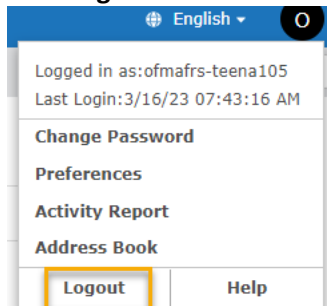 English
O
Logged in as:ofmafrs-teena105
Last Login:3/16/23 07:43:16 AM
Change Password
Preferences
Activity Report
Address Book
Logout
Help